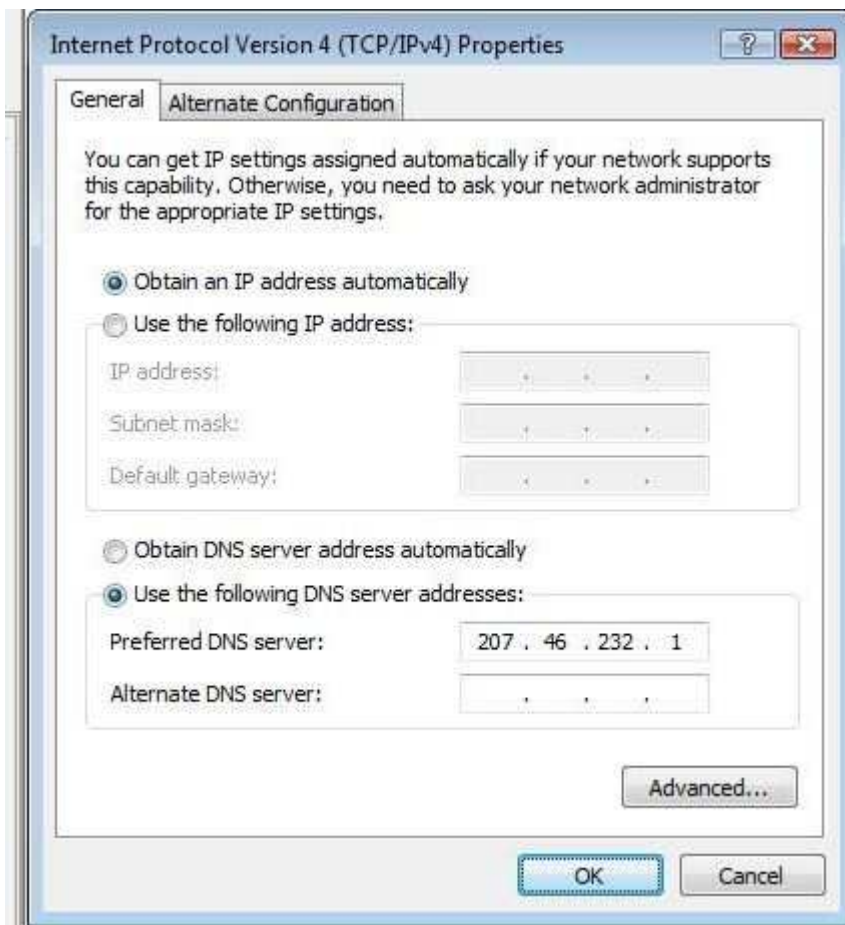 Internet Protocol Version 4 (TCP/IPv4) Properties
?
General
Alternate Configuration
You can get IP settings assigned automatically if your network supports
this capability. Otherwise, you need to ask your network administrator
for the appropriate IP settings.
Obtain an IP address automatically
Use the following IP address:
IP address: . . .
Subnet mask: . . .
Default gateway: . . .
Obtain DNS server address automatically
Use the following DNS server addresses:
Preferred DNS server: 207 . 46 . 232 . 1
Alternate DNS server: . . .
Advanced...
OK
Cancel